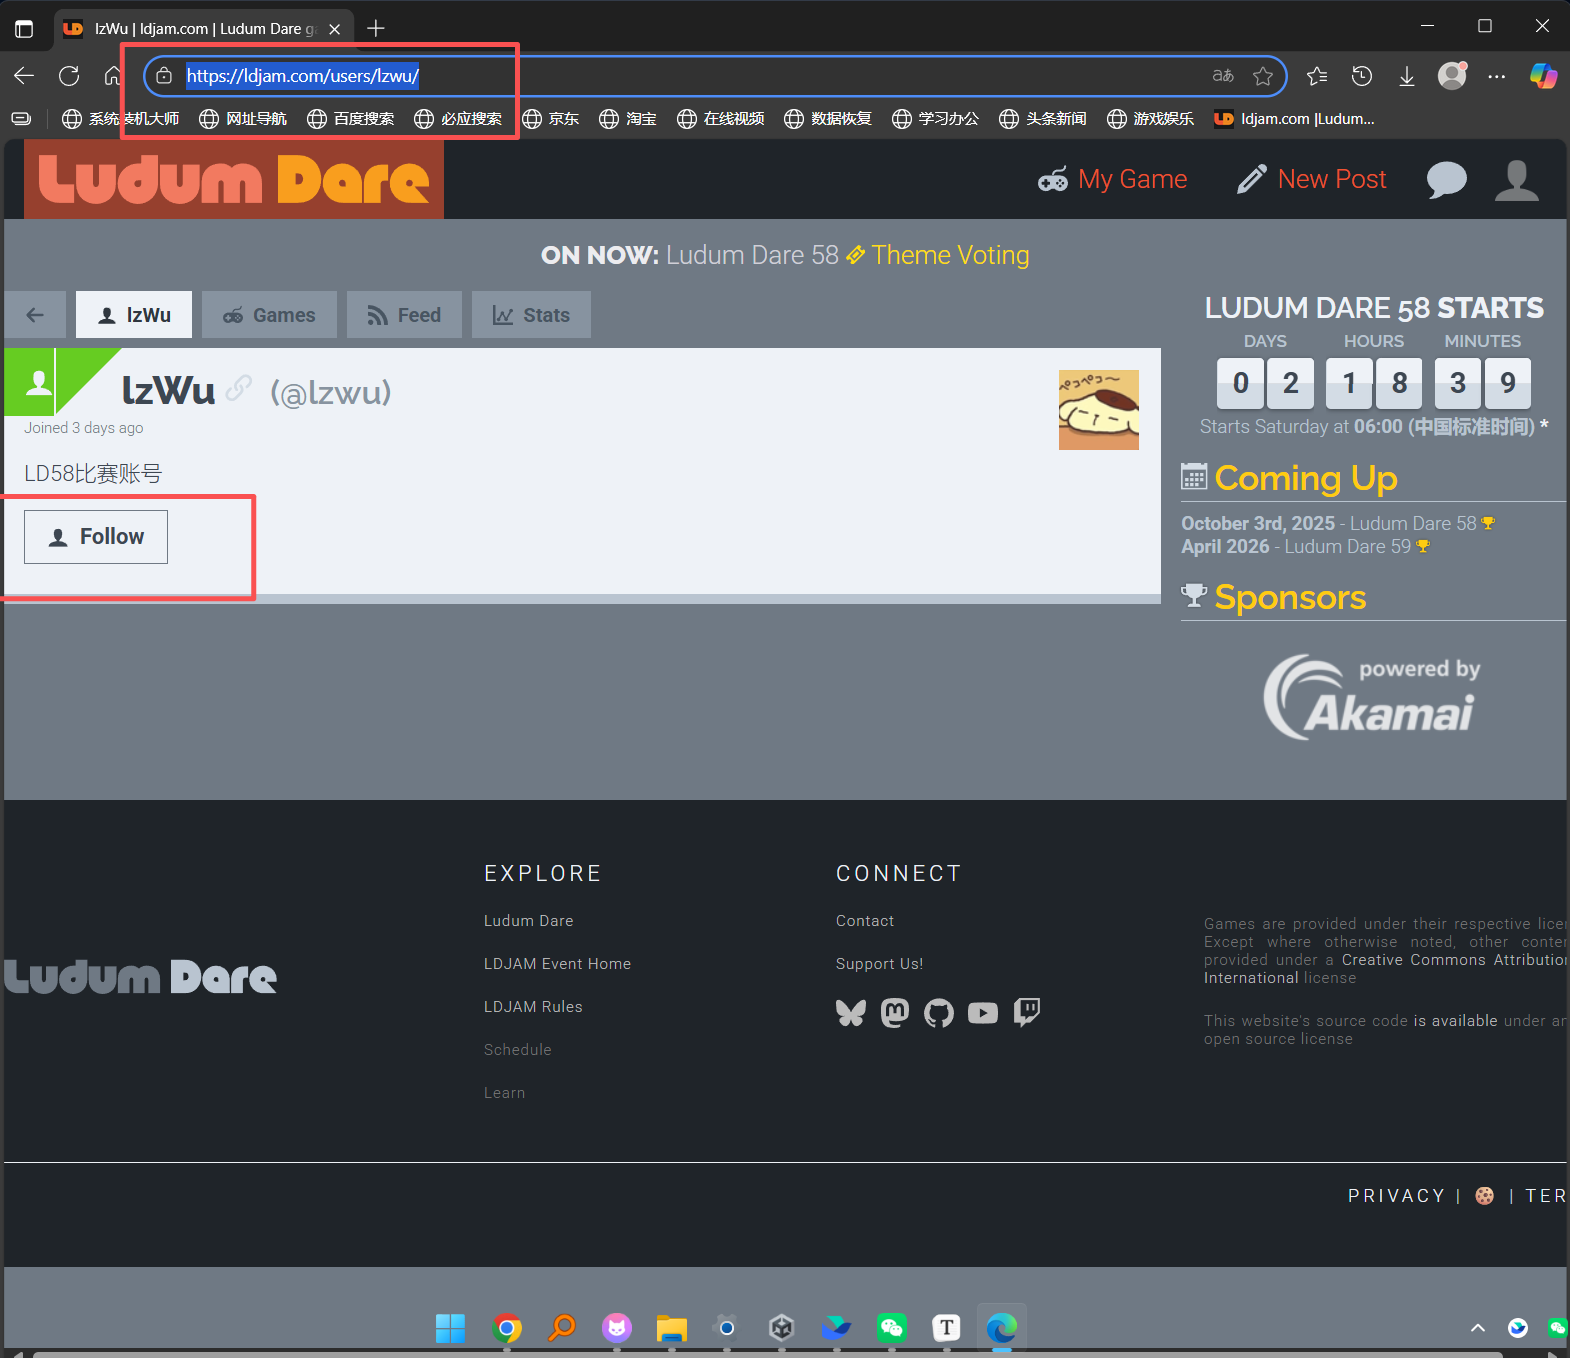 lzWu | ldjam.com | Ludum Dare ga
https://ldjam.com/users/lzwu/
系统装机大师
网址导航
百度搜索
必应搜索
京东
淘宝
在线视频
数据恢复
学习办公
头条新闻
游戏娱乐
ldjam.com |Ludum...
Ludum Dare
My Game
New Post
ON NOW: Ludum Dare 58 Theme Voting
lzWu
Games
Feed
Stats
lzWu (@lzwu)
Joined 3 days ago
ペコペコ〜
LD58比赛账号
Follow
LUDUM DARE 58 STARTS
DAYS HOURS MINUTES
0 2 1 8 3 9
Starts Saturday at 06:00 (中国标准时间) *
Coming Up
October 3rd, 2025 - Ludum Dare 58
April 2026 - Ludum Dare 59
Sponsors
powered by
Akamai
Ludum Dare
EXPLORE
Ludum Dare
LDJAM Event Home
LDJAM Rules
Schedule
Learn
CONNECT
Contact
Support Us!
Games are provided under their respective licen
Except where otherwise noted, other conten
provided under a Creative Commons Attribution
International license
This website's source code is available under an
open source license
PRIVACY | | TER